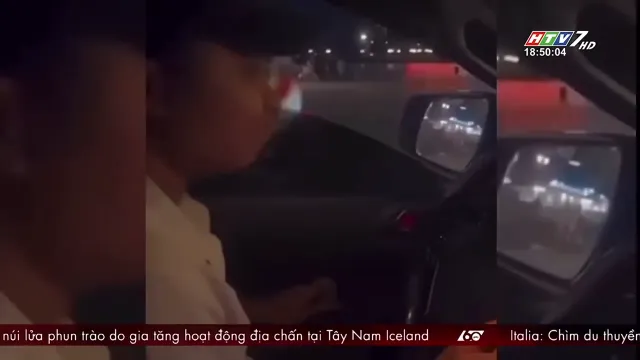 HTV7 HD
18:50:04
núi lửa phun trào do gia tăng hoạt động địa chấn tại Tây Nam Iceland 60 Italia: Chìm du thuyền